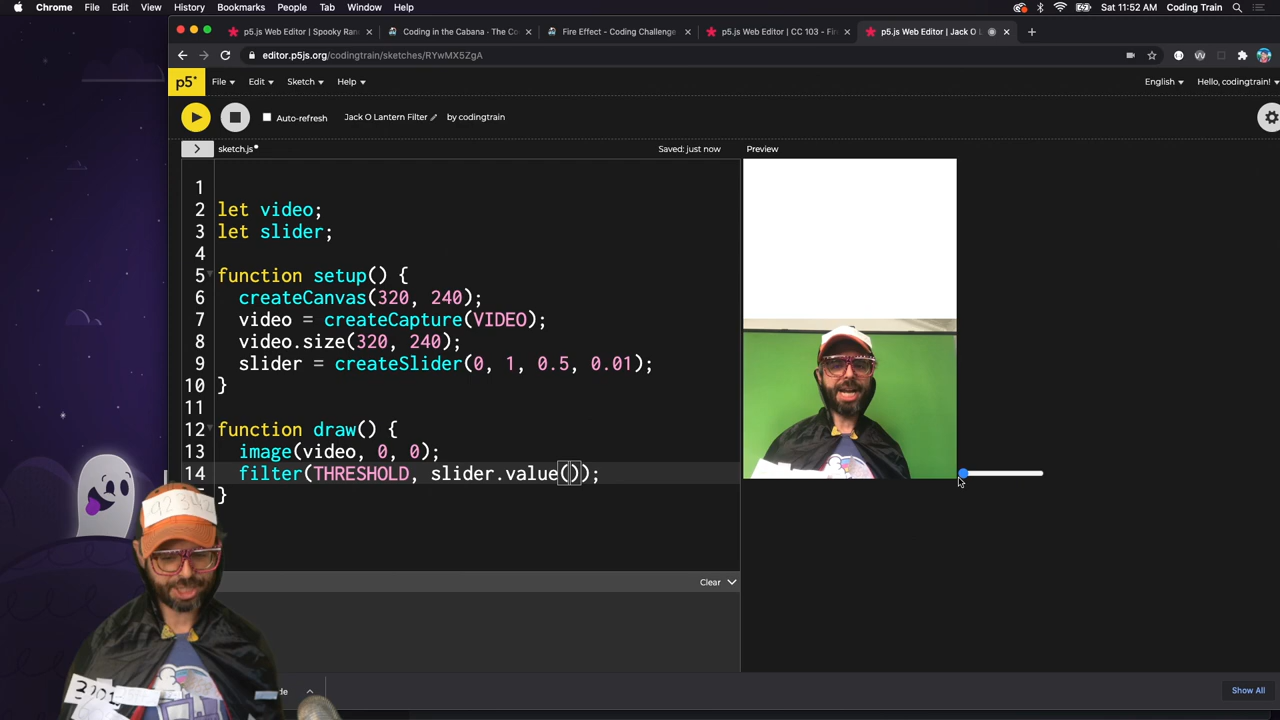 Chrome File Edit View History Bookmarks People Tab Window Help Sat 11:52 AM Coding Train
p5.js Web Editor | Spooky Ran Coding in the Cabana · The Co Fire Effect - Coding Challenge p5.js Web Editor | CC 103 - Fir p5.js Web Editor | Jack O L
editor.p5js.org/codingtrain/sketches/RYwMX5ZgA
p5* File Edit Sketch Help English Hello, codingtrain!
Auto-refresh Jack O Lantern Filter by codingtrain
sketch.js Saved: just now Preview
1
2 let video;
3 let slider;
4
5 function setup() {
6 createCanvas(320, 240);
7 video = createCapture(VIDEO);
8 video.size(320, 240);
9 slider = createSlider(0, 1, 0.5, 0.01);
10 }
11
12 function draw() {
13 image(video, 0, 0);
14 filter(THRESHOLD, slider.value());
}
92342
Clear
Show All